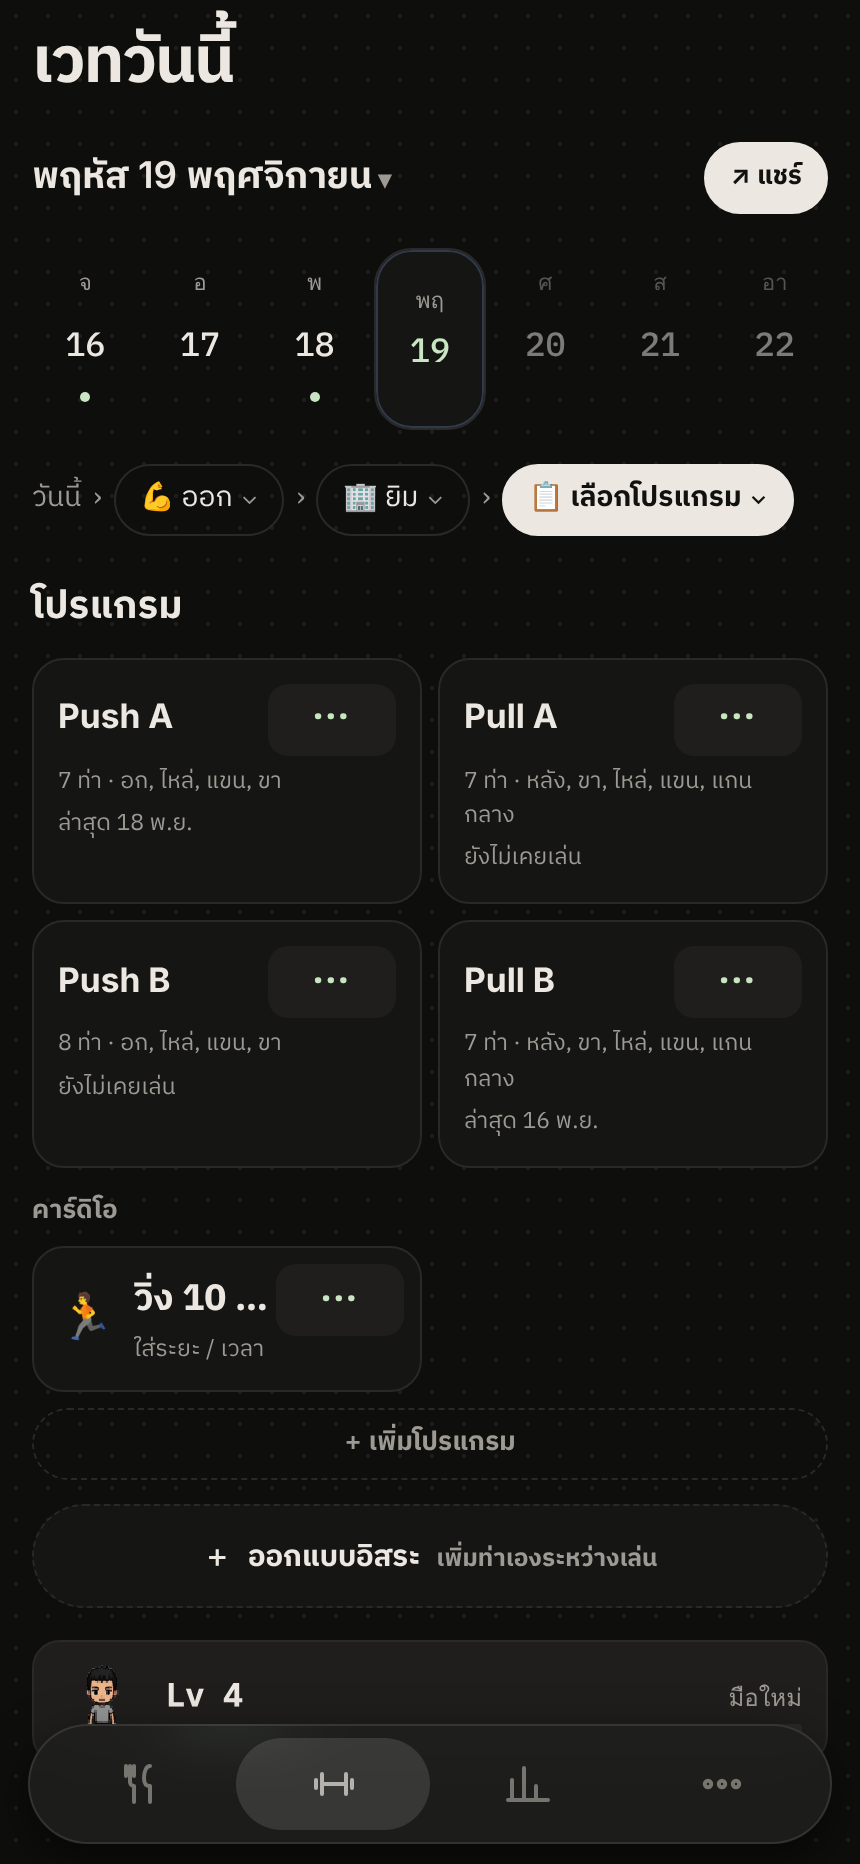 เวทวันนี้
พฤหัส 19 พฤศจิกายน ▾
↗ แชร์
จ อ พ พฤ ศ ส อา
16 17 18 19 20 21 22
วันนี้ › 💪 ออก › 🏢 ยิม › 📋 เลือกโปรแกรม
โปรแกรม
Push A
7 ท่า · อก, ไหล่, แขน, ขา
ล่าสุด 18 พ.ย.
Pull A
7 ท่า · หลัง, ขา, ไหล่, แขน, แกน
กลาง
ยังไม่เคยเล่น
Push B
8 ท่า · อก, ไหล่, แขน, ขา
ยังไม่เคยเล่น
Pull B
7 ท่า · หลัง, ขา, ไหล่, แขน, แกน
กลาง
ล่าสุด 16 พ.ย.
คาร์ดิโอ
วิ่ง 10 ...
ใส่ระยะ / เวลา
+ เพิ่มโปรแกรม
+ ออกแบบอิสระ เพิ่มท่าเองระหว่างเล่น
Lv 4
มือใหม่